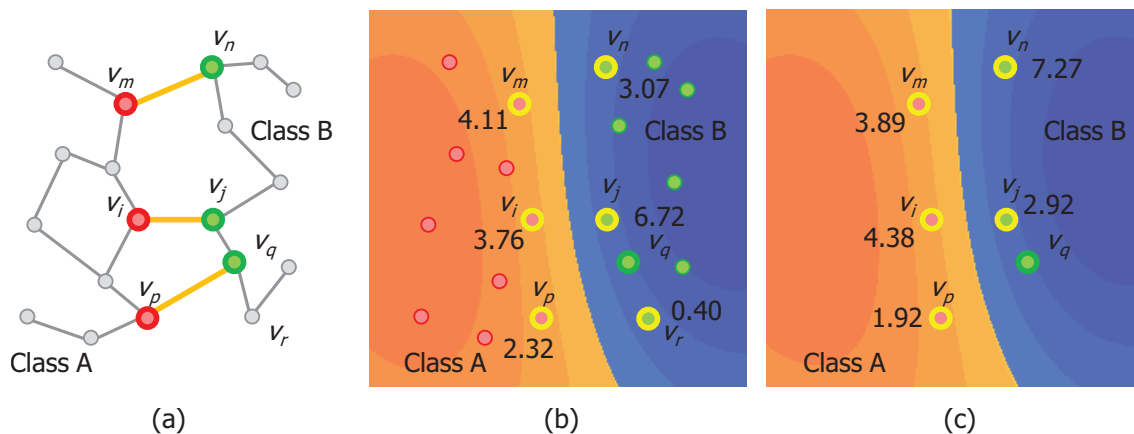 v_n
v_m
Class B
v_i
v_j
v_q
v_p
v_r
Class A
(a)
v_n
v_m
3.07
4.11
Class B
v_i
v_j
6.72
3.76
v_q
v_p
0.40
v_r
2.32
Class A
(b)
v_n
7.27
v_m
3.89
Class B
v_i
v_j
2.92
4.38
v_q
v_p
1.92
Class A
(c)